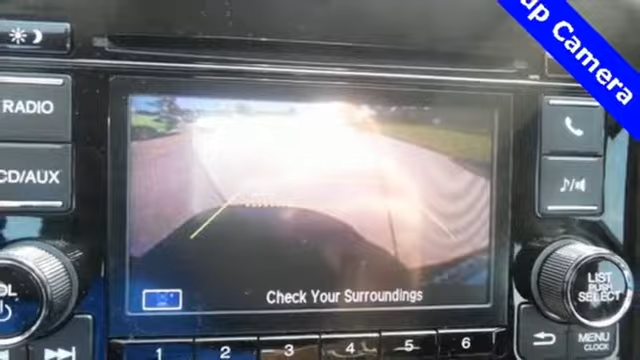 up Camera
RADIO
CD/AUX
Check Your Surroundings
LIST
PUSH
SELECT
1 2 3 4 5 6
MENU
CLOCK